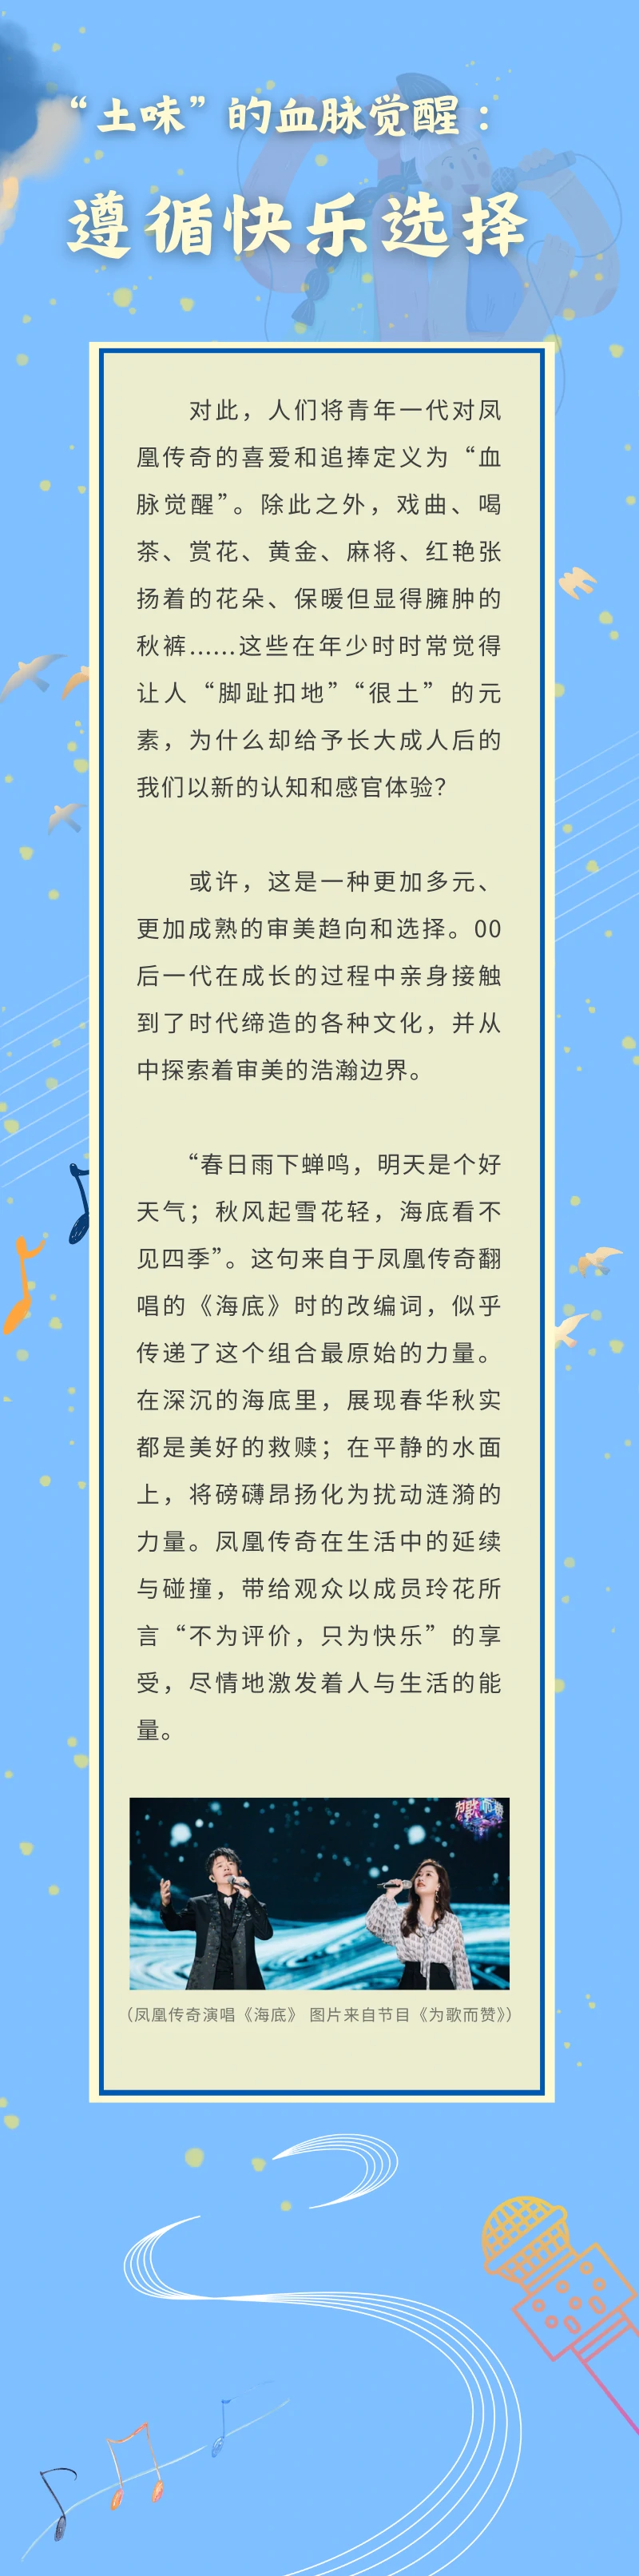 “土味”的血脉觉醒：
遵循快乐选择
对此，人们将青年一代对凤
凰传奇的喜爱和追捧定义为“血
脉觉醒”。除此之外，戏曲、喝
茶、赏花、黄金、麻将、红艳张
扬着的花朵、保暖但显得臃肿的
秋裤……这些在年少时时常觉得
让人“脚趾扣地”“很土”的元
素，为什么却给予长大成人后的
我们以新的认知和感官体验？
或许，这是一种更加多元、
更加成熟的审美趋向和选择。00
后一代在成长的过程中亲身接触
到了时代缔造的各种文化，并从
中探索着审美的浩瀚边界。
“春日雨下蝉鸣，明天是个好
天气；秋风起雪花轻，海底看不
见四季”。这句来自于凤凰传奇翻
唱的《海底》时的改编词，似乎
传递了这个组合最原始的力量。
在深沉的海底里，展现春华秋实
都是美好的救赎；在平静的水面
上，将磅礴昂扬化为扰动涟漪的
力量。凤凰传奇在生活中的延续
与碰撞，带给观众以成员玲花所
言“不为评价，只为快乐”的享
受，尽情地激发着人与生活的能
量。
为歌而赞
（凤凰传奇演唱《海底》 图片来自节目《为歌而赞》）